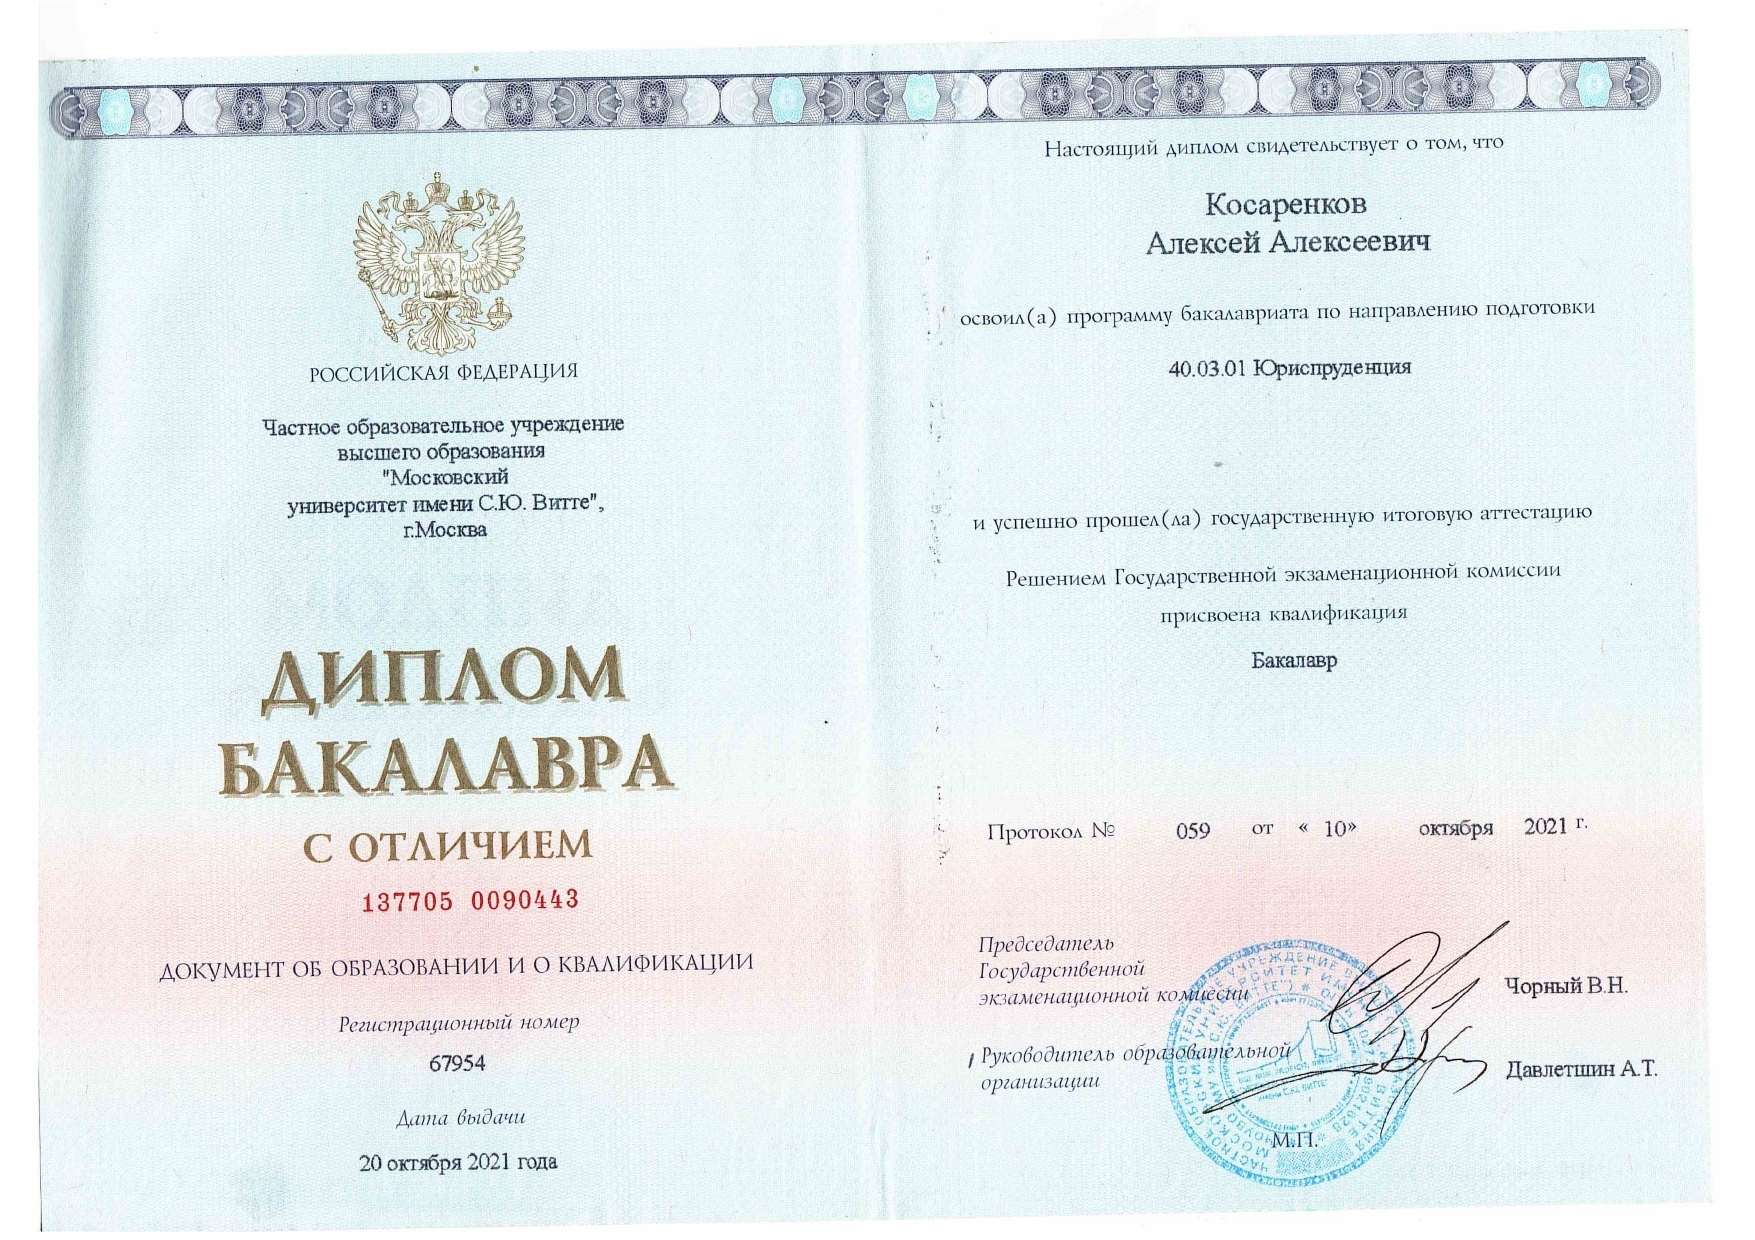 РОССИЙСКАЯ ФЕДЕРАЦИЯ
Частное образовательное учреждение
высшего образования
"Московский
университет имени С.Ю. Витте",
г.Москва
ДИПЛОМ
БАКАЛАВРА
С ОТЛИЧИЕМ
137705 0090443
ДОКУМЕНТ ОБ ОБРАЗОВАНИИ И О КВАЛИФИКАЦИИ
Регистрационный номер
67954
Дата выдачи
20 октября 2021 года
Настоящий диплом свидетельствует о том, что
Косаренков
Алексей Алексеевич
освоил(а) программу бакалавриата по направлению подготовки
40.03.01 Юриспруденция
и успешно прошел(ла) государственную итоговую аттестацию
Решением Государственной экзаменационной комиссии
присвоена квалификация
Бакалавр
Протокол № 059 от « 10» октября 2021 г.
Председатель
Государственной
экзаменационной комиссии
Чорный В.Н.
/ Руководитель образовательной
организации
Давлетшин А.Т.
М.П.